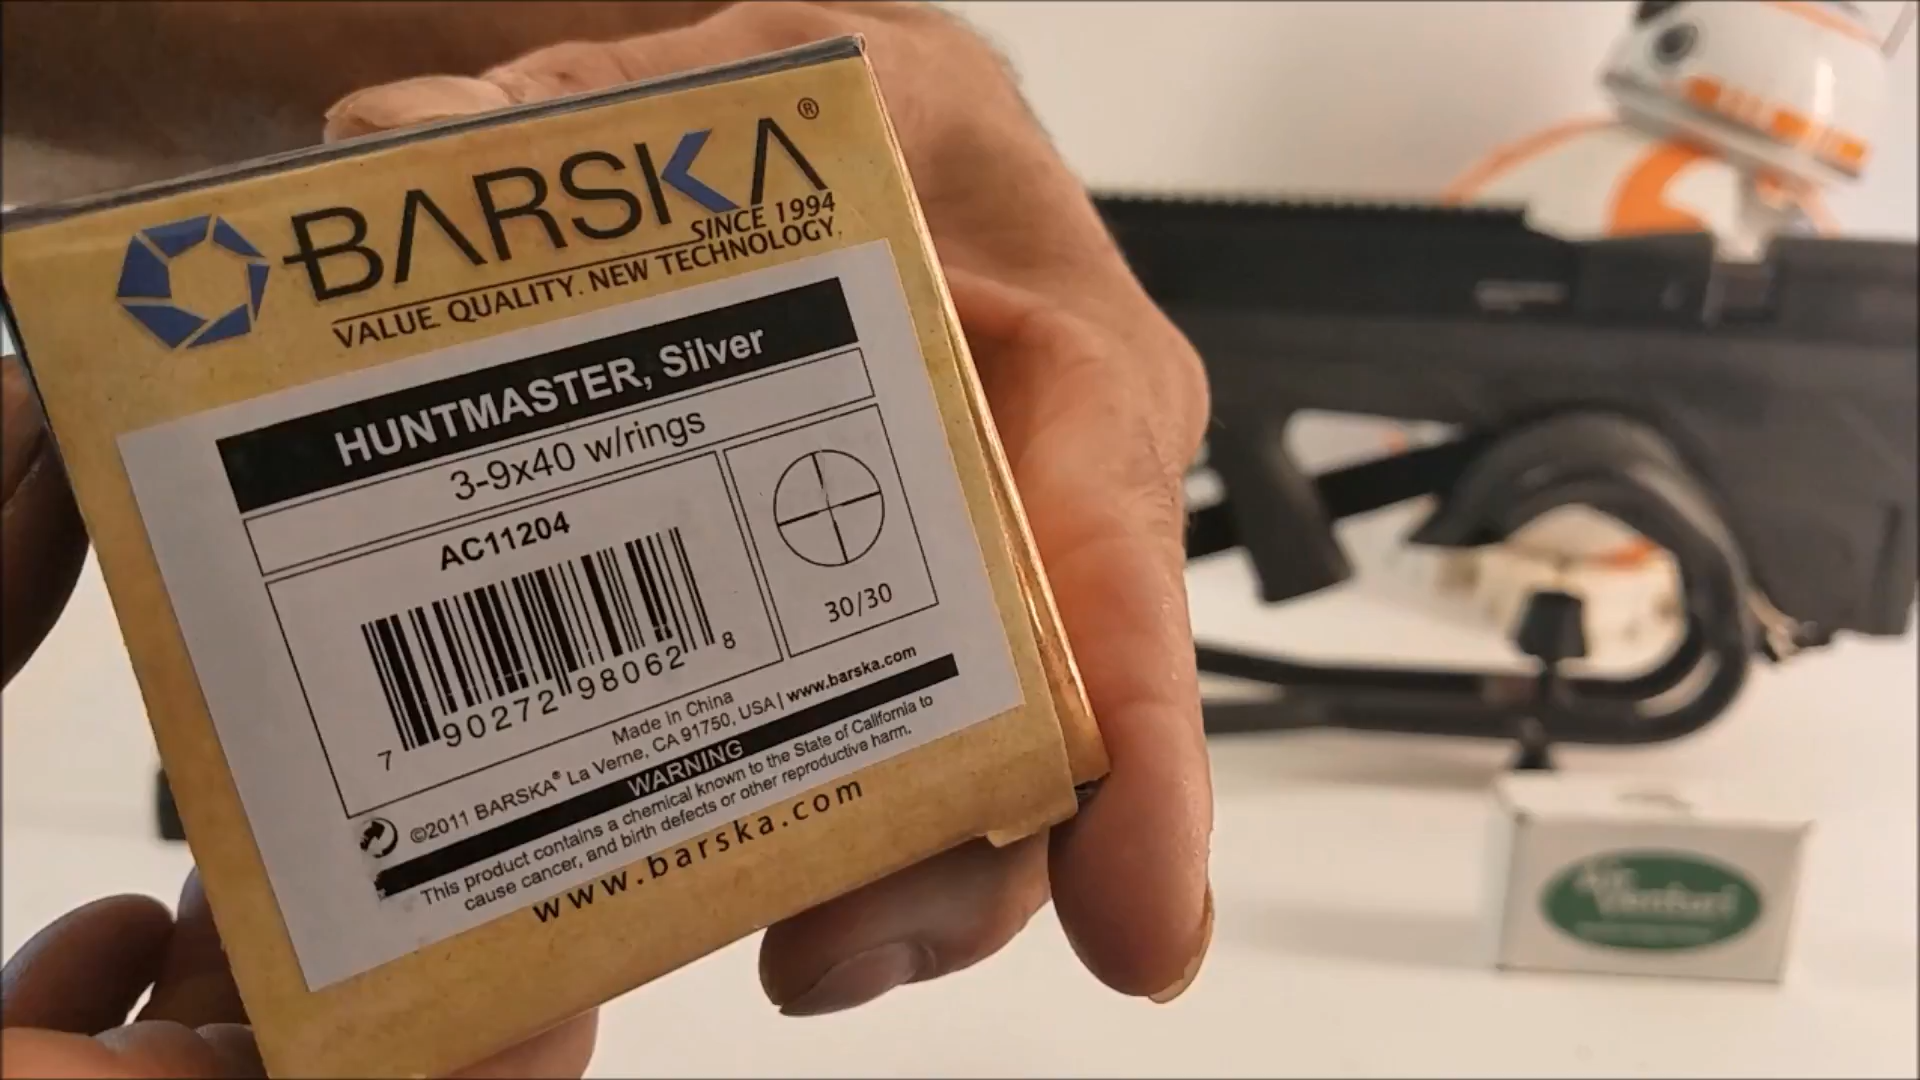 BARSKA®
SINCE 1994
VALUE. QUALITY. NEW TECHNOLOGY.
HUNTMASTER, Silver
3-9x40 w/rings
AC11204
7 90272 98062 8
30/30
Made in China
©2011 BARSKA® La Verne, CA 91750, USA | www.barska.com
WARNING
This product contains a chemical known to the State of California to
cause cancer, and birth defects or other reproductive harm.
www.barska.com
Air
Venturi